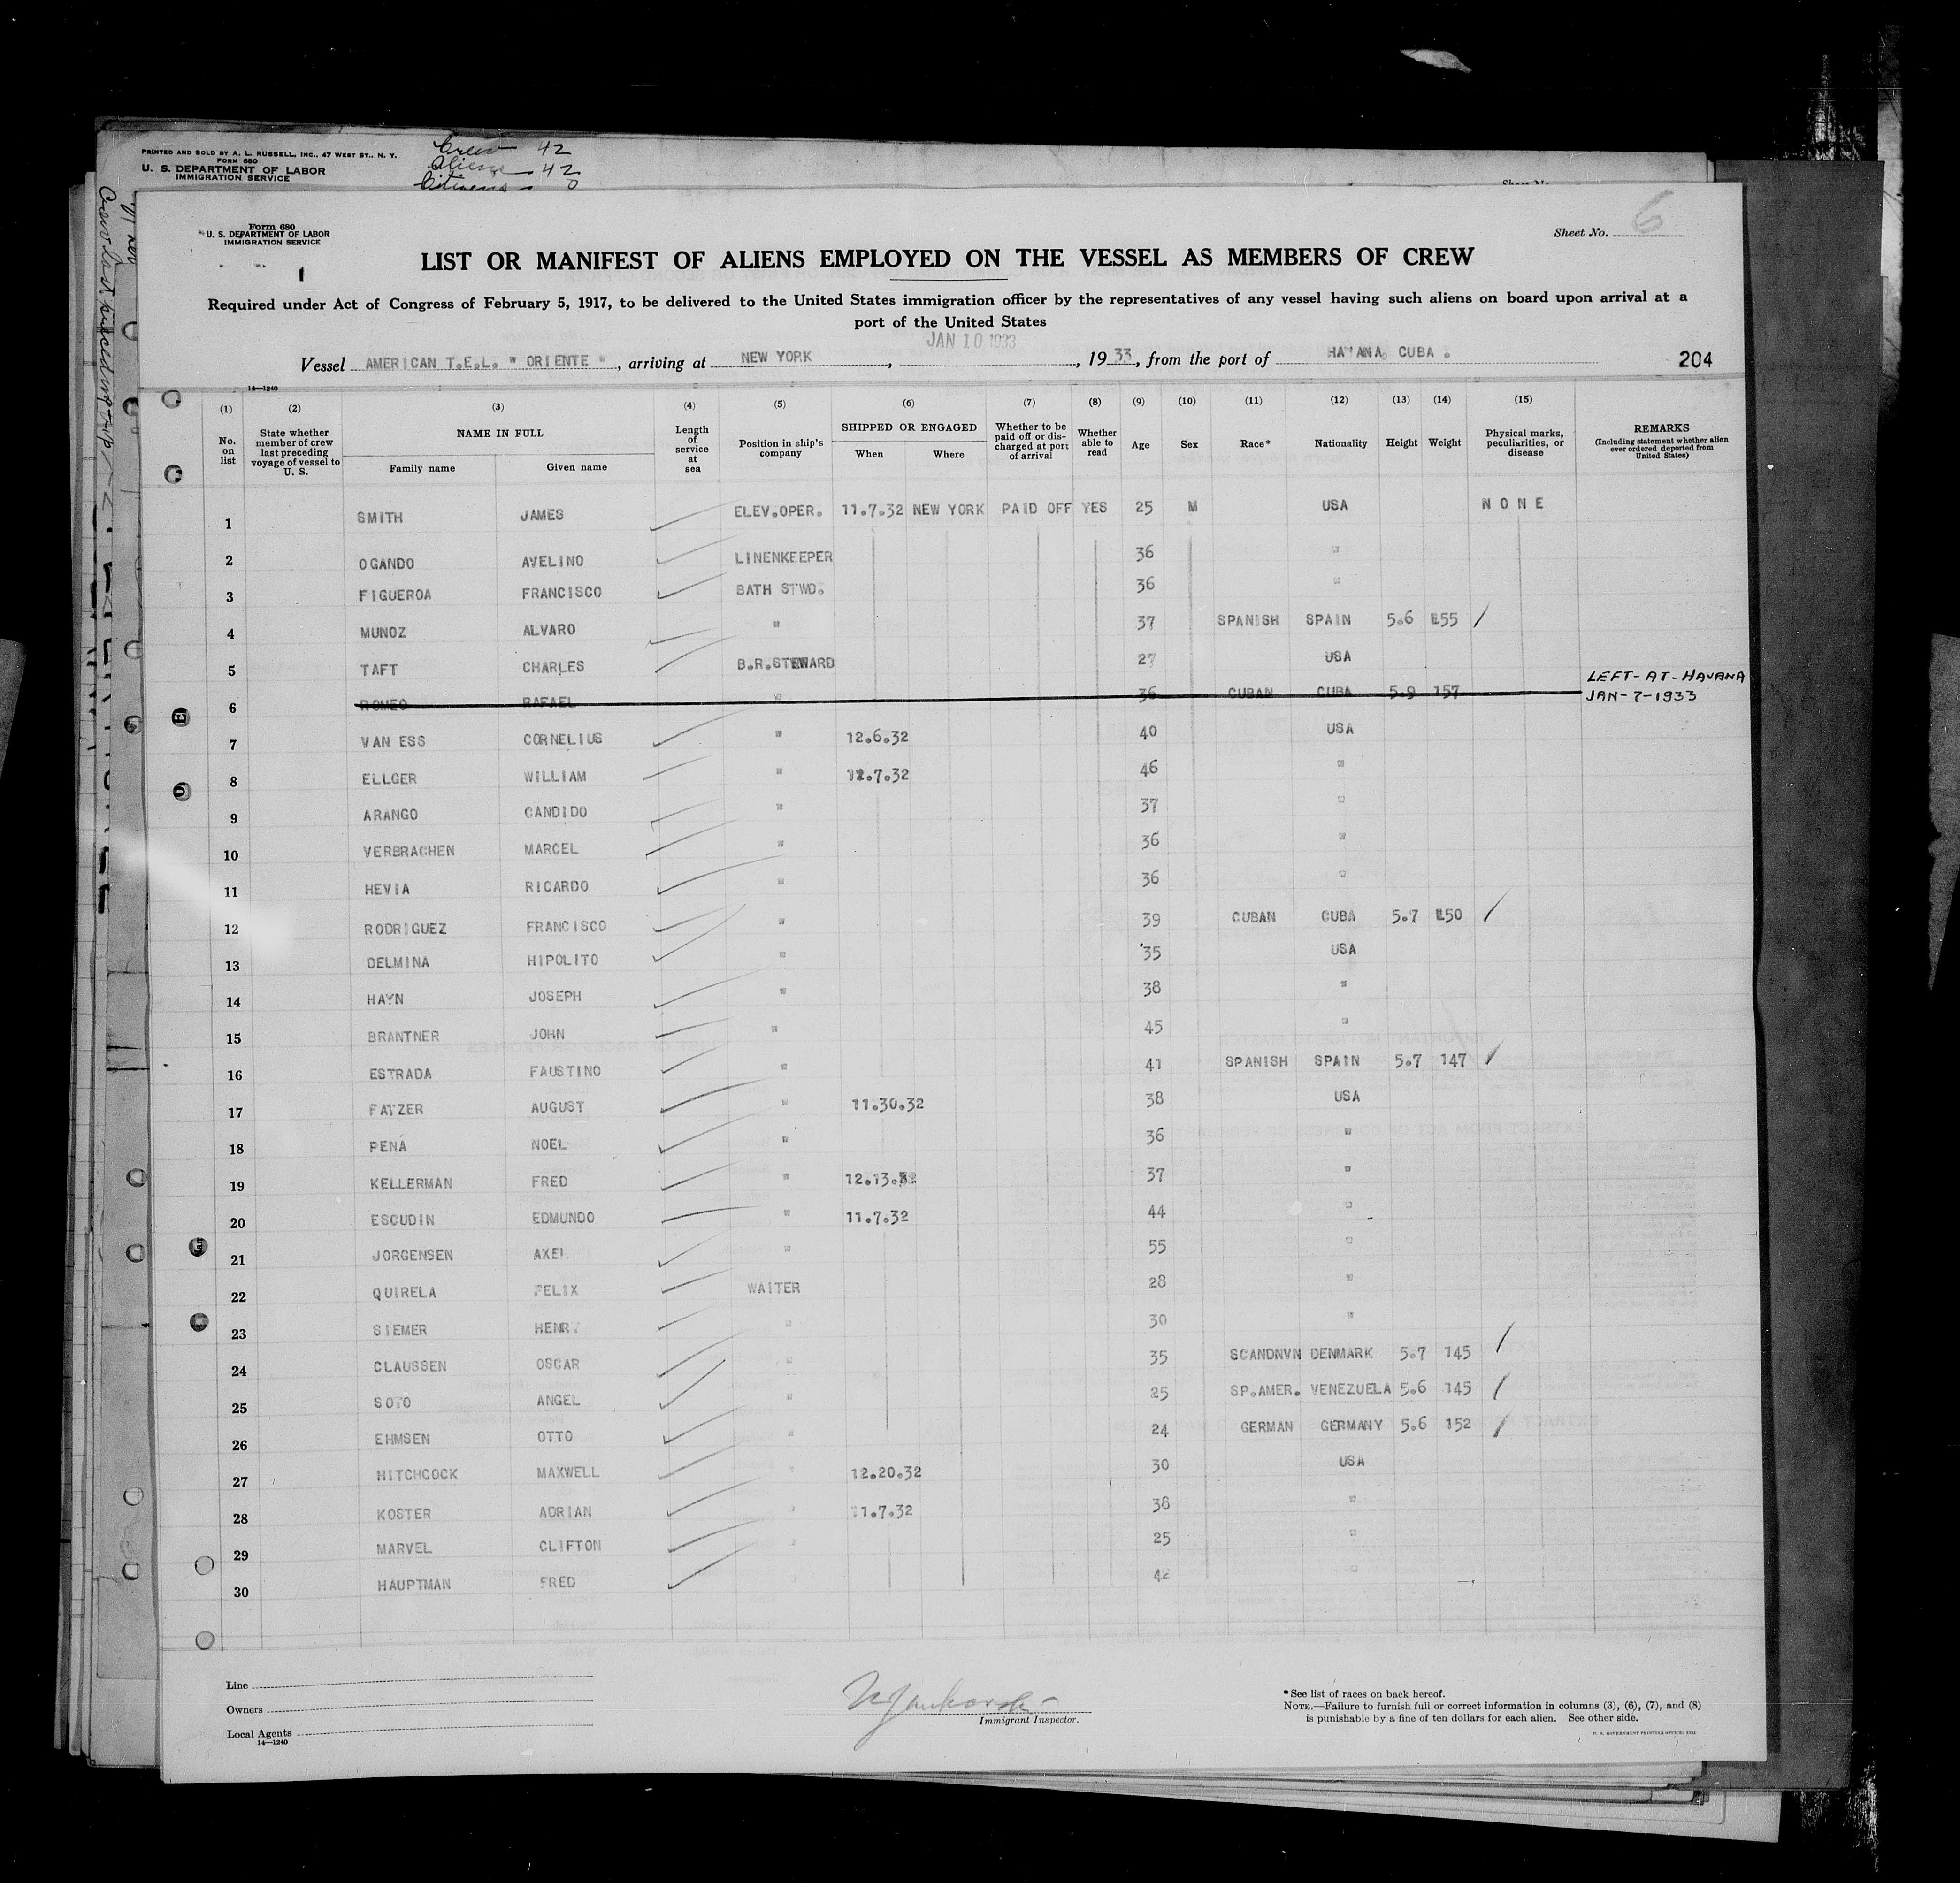 PRINTED AND SOLD BY A. L. RUSSELL, INC., 47 WEST ST., N. Y.
FORM 680
U. S. DEPARTMENT OF LABOR
IMMIGRATION SERVICE
Crew 42
Aliens 42
Citizens 0
Form 680
U. S. DEPARTMENT OF LABOR
IMMIGRATION SERVICE
Sheet No. 6
1
LIST OR MANIFEST OF ALIENS EMPLOYED ON THE VESSEL AS MEMBERS OF CREW
Required under Act of Congress of February 5, 1917, to be delivered to the United States immigration officer by the representatives of any vessel having such aliens on board upon arrival at a
port of the United States
JAN 10 1933
Vessel AMERICAN T.E.L. " ORIENTE ", arriving at NEW YORK, , 1933, from the port of HAVANA, CUBA . 204
14—1240
(1) (2) (3) (4) (5) (6) (7) (8) (9) (10) (11) (12) (13) (14) (15)
No. on list State whether member of crew last preceding voyage of vessel to U. S. NAME IN FULL Family name Given name Length of service at sea Position in ship's company SHIPPED OR ENGAGED When Where Whether to be paid off or discharged at port of arrival Whether able to read Age Sex Race* Nationality Height Weight Physical marks, peculiarities, or disease REMARKS (Including statement whether alien ever ordered deported from United States)
1 SMITH JAMES ELEV.OPER. 11.7.32 NEW YORK PAID OFF YES 25 M USA NONE
2 OGANDO AVELINO LINENKEEPER 36 "
3 FIGUEROA FRANCISCO BATH STWD. 36 "
4 MUNOZ ALVARO " 37 SPANISH SPAIN 5.6 155
5 TAFT CHARLES B.R.STEWARD 27 USA
6 ROMEO RAFAEL " 36 CUBAN CUBA 5.9 157 LEFT-AT-HAVANA JAN-7-1933
7 VAN ESS CORNELIUS " 12.6.32 40 USA
8 ELLGER WILLIAM " 12.7.32 46 "
9 ARANGO CANDIDO " 37 "
10 VERBRACHEN MARCEL " 36 "
11 HEVIA RICARDO " 36 "
12 RODRIGUEZ FRANCISCO " 39 CUBAN CUBA 5.7 150
13 DELMINA HIPOLITO " 35 USA
14 HAYN JOSEPH " 38 "
15 BRANTNER JOHN " 45 "
16 ESTRADA FAUSTINO " 41 SPANISH SPAIN 5.7 147
17 FATZER AUGUST " 11.30.32 38 USA
18 PENA NOEL " 36 "
19 KELLERMAN FRED " 12.13.32 37 "
20 ESCUDIN EDMUNDO " 11.7.32 44 "
21 JORGENSEN AXEL " 55 "
22 QUIRELA FELIX WAITER 28 "
23 SIEMER HENRY " 30 "
24 CLAUSSEN OSCAR " 35 SCANDNVN DENMARK 5.7 145
25 SOTO ANGEL " 25 SP.AMER. VENEZUELA 5.6 145
26 EHMSEN OTTO " 24 GERMAN GERMANY 5.6 152
27 HITCHCOCK MAXWELL " 12.20.32 30 USA
28 KOSTER ADRIAN " 11.7.32 38 "
29 MARVEL CLIFTON " 25 "
30 HAUPTMAN FRED " 42 "
Line
Owners
Local Agents
14—1240
Immigrant Inspector.
* See list of races on back hereof.
NOTE.—Failure to furnish full or correct information in columns (3), (6), (7), and (8)
is punishable by a fine of ten dollars for each alien. See other side.